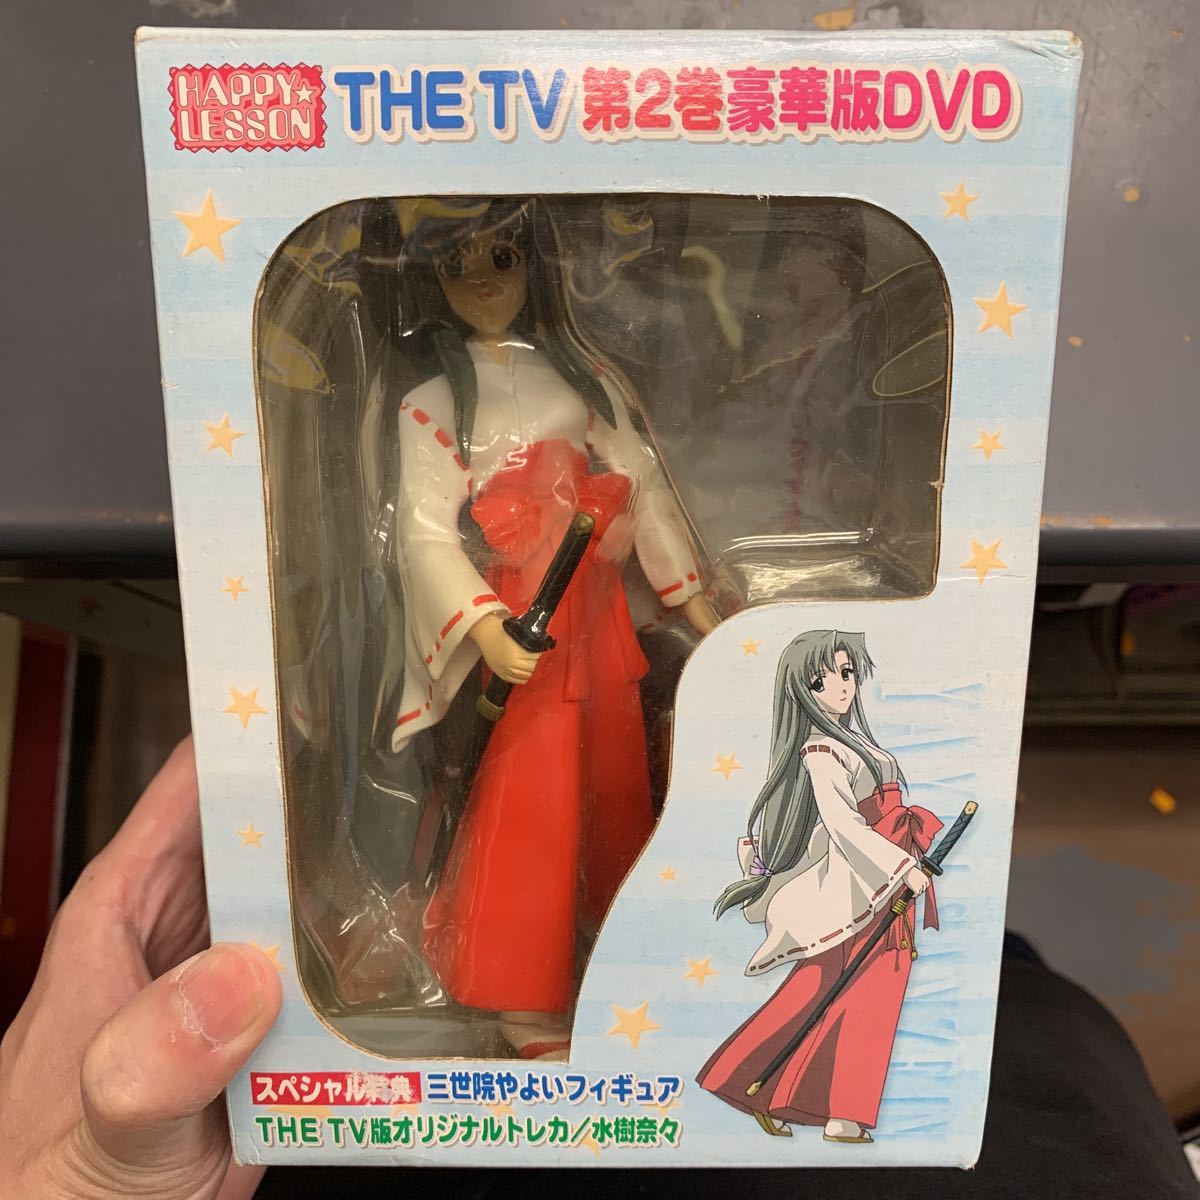 HAPPY☆
LESSON
THE TV 第2巻豪華版DVD
スペシャル特典 三世院やよいフィギュア
THE TV版オリジナルトレカ/水樹奈々